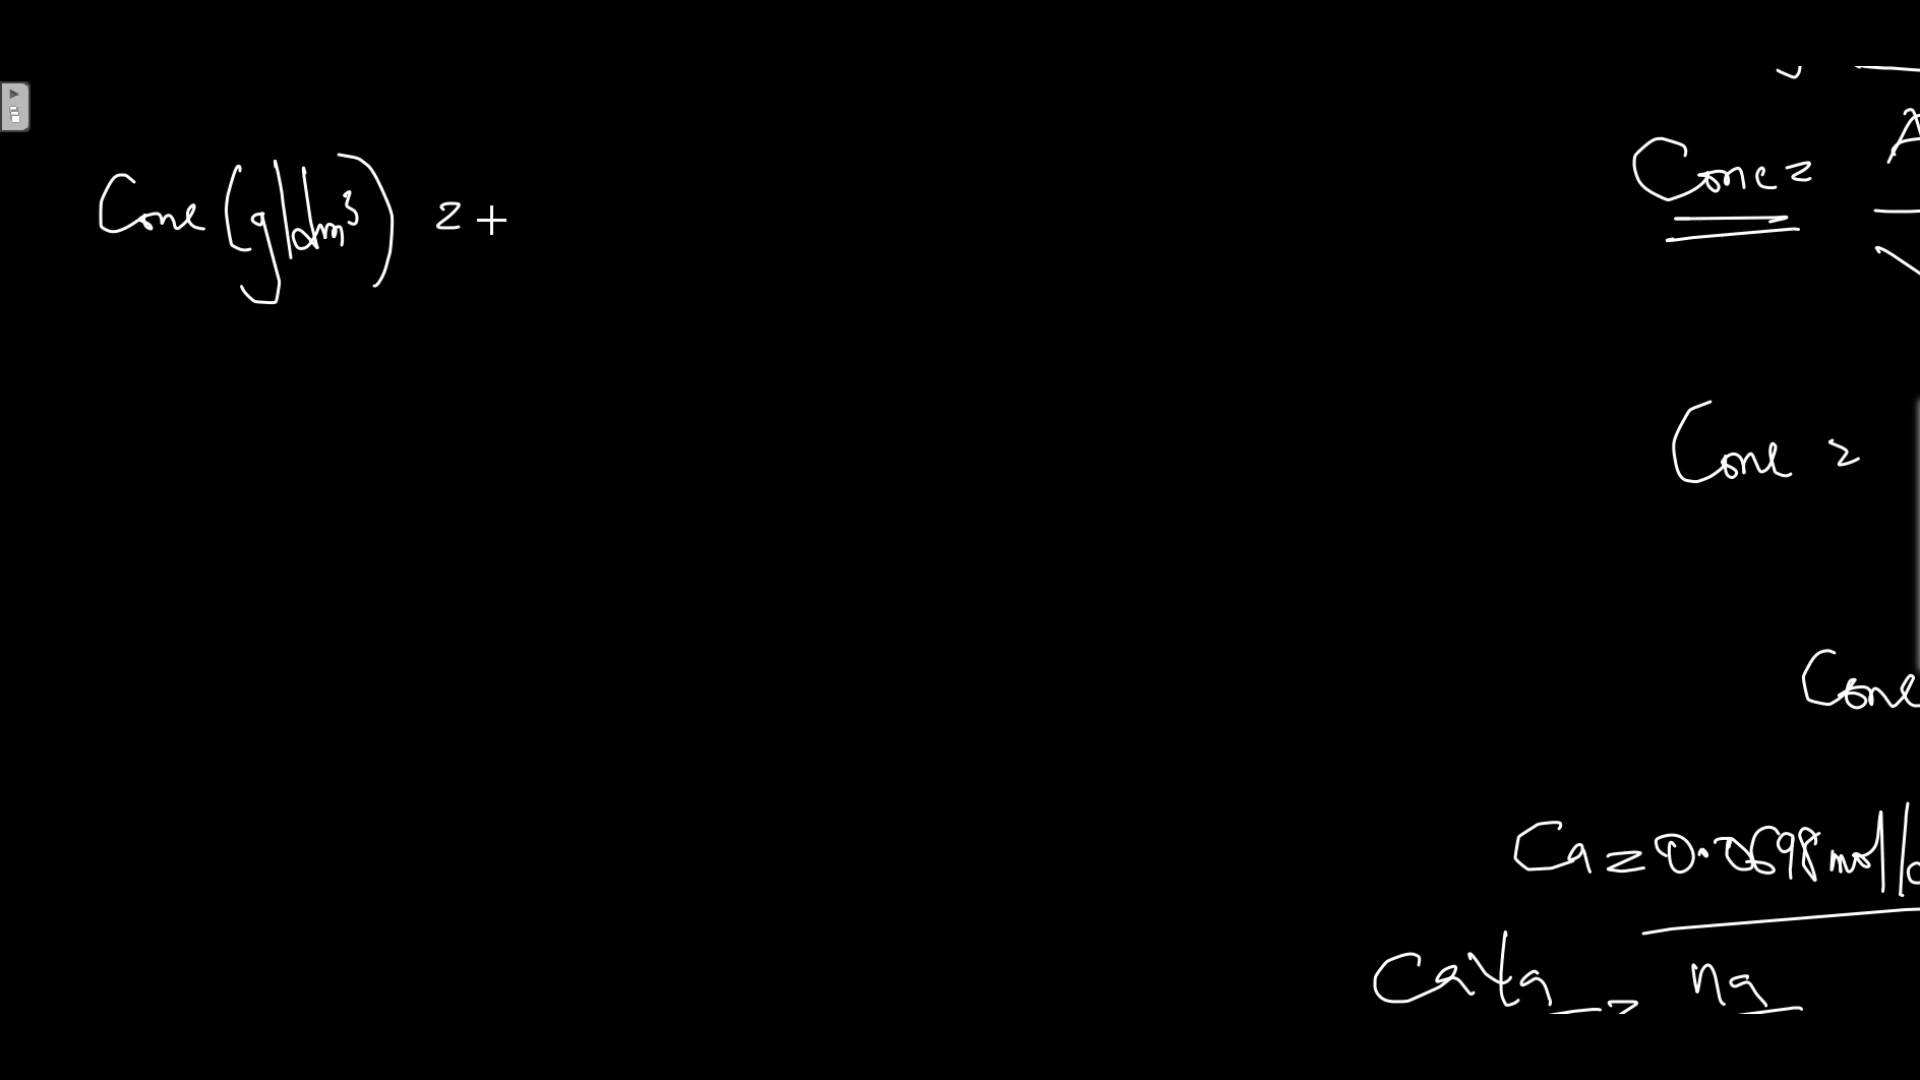 Conc (g/dm³) = +
Conc =
Conc =
Conc
Ca = 0.0698 mol/d
CaVa = na